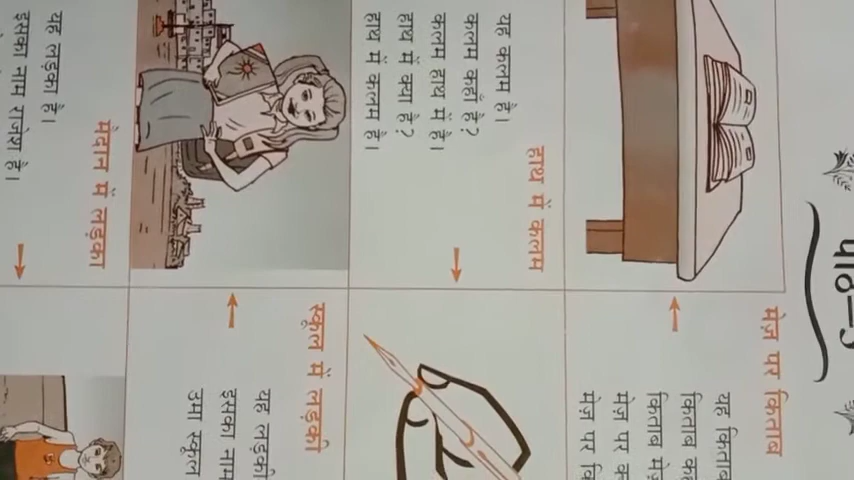 पाठ—
मेज़ पर किताब
यह किताब
किताब
किताब
मेज़ पर
मेज़ पर
हाथ में कलम
यह कलम है।
कलम कहाँ है?
कलम हाथ में है।
हाथ में क्या है?
हाथ में कलम है।
स्कूल में लड़की
यह लड़की
इसका नाम
उमा स्कूल
मैदान में लड़का
यह लड़का है।
इसका नाम राजेश है।